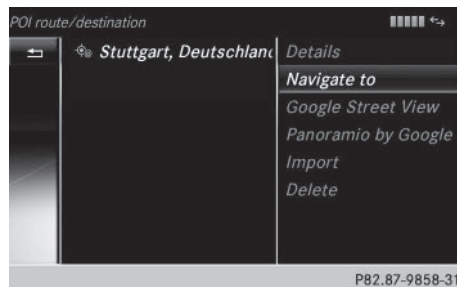 POI route/destination
Stuttgart, Deutschlan
Details
Navigate to
Google Street View
Panoramio by Google
Import
Delete
P82.87-9858-31